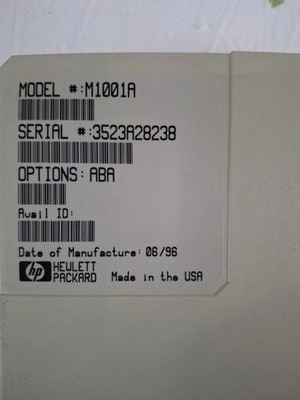 MODEL #:M1001A
SERIAL #:3523A28238
OPTIONS: ABA
Avail ID:
Date of Manufacture: 06/96
hp HEWLETT
PACKARD Made in the USA